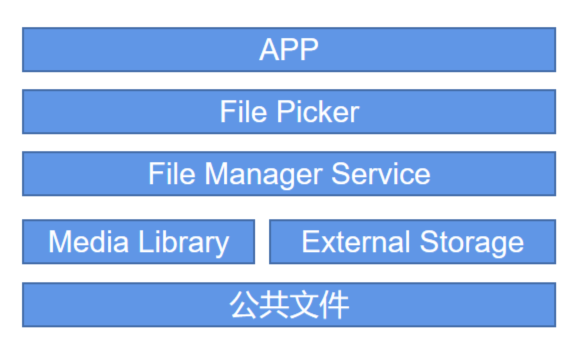 APP
File Picker
File Manager Service
Media Library
External Storage
公共文件